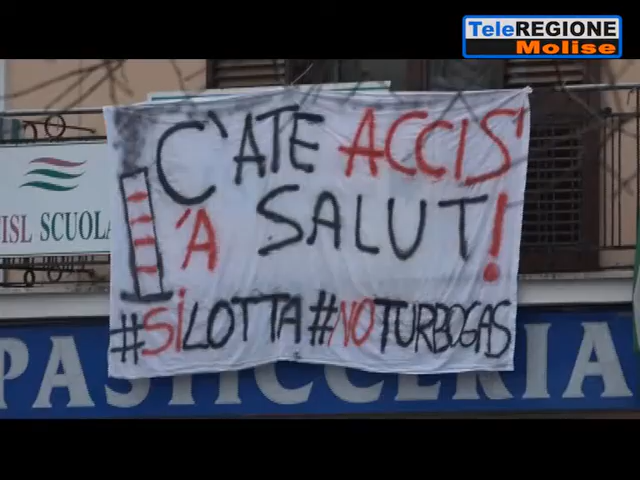 TeleREGIONE
Molise
C'ATE ACCIS'
'A SALUT!
#SILOTTA#NOTURBOGAS
ISL SCUOLA
PASTICCERIA